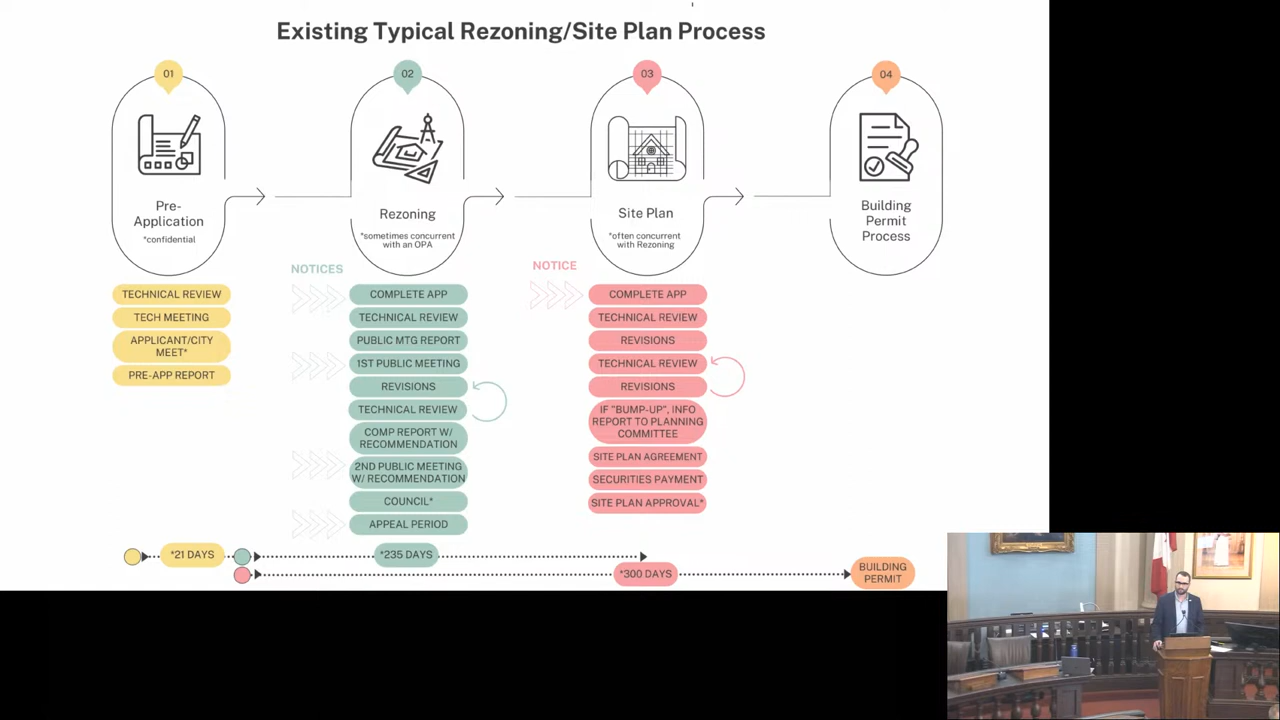 Existing Typical Rezoning/Site Plan Process
01
Pre-
Application
*confidential
TECHNICAL REVIEW
TECH MEETING
APPLICANT/CITY
MEET*
PRE-APP REPORT
02
Rezoning
*sometimes concurrent
with an OPA
NOTICES
COMPLETE APP
TECHNICAL REVIEW
PUBLIC MTG REPORT
1ST PUBLIC MEETING
REVISIONS
TECHNICAL REVIEW
COMP REPORT W/
RECOMMENDATION
2ND PUBLIC MEETING
W/ RECOMMENDATION
COUNCIL*
APPEAL PERIOD
03
Site Plan
*often concurrent
with Rezoning
NOTICE
COMPLETE APP
TECHNICAL REVIEW
REVISIONS
TECHNICAL REVIEW
REVISIONS
IF "BUMP-UP", INFO
REPORT TO PLANNING
COMMITTEE
SITE PLAN AGREEMENT
SECURITIES PAYMENT
SITE PLAN APPROVAL*
04
Building
Permit
Process
*21 DAYS
*235 DAYS
*300 DAYS
BUILDING
PERMIT